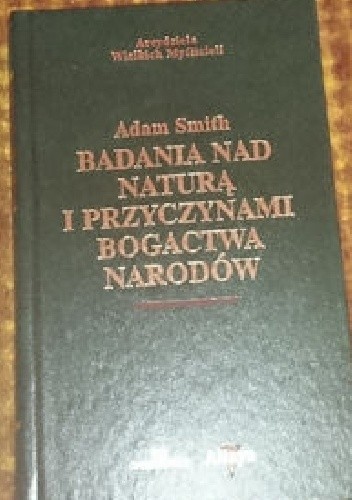 Arcydzieła
Wielkich Myślicieli
Adam Smith
BADANIA NAD
NATURĄ
I PRZYCZYNAMI
BOGACTWA
NARODÓW